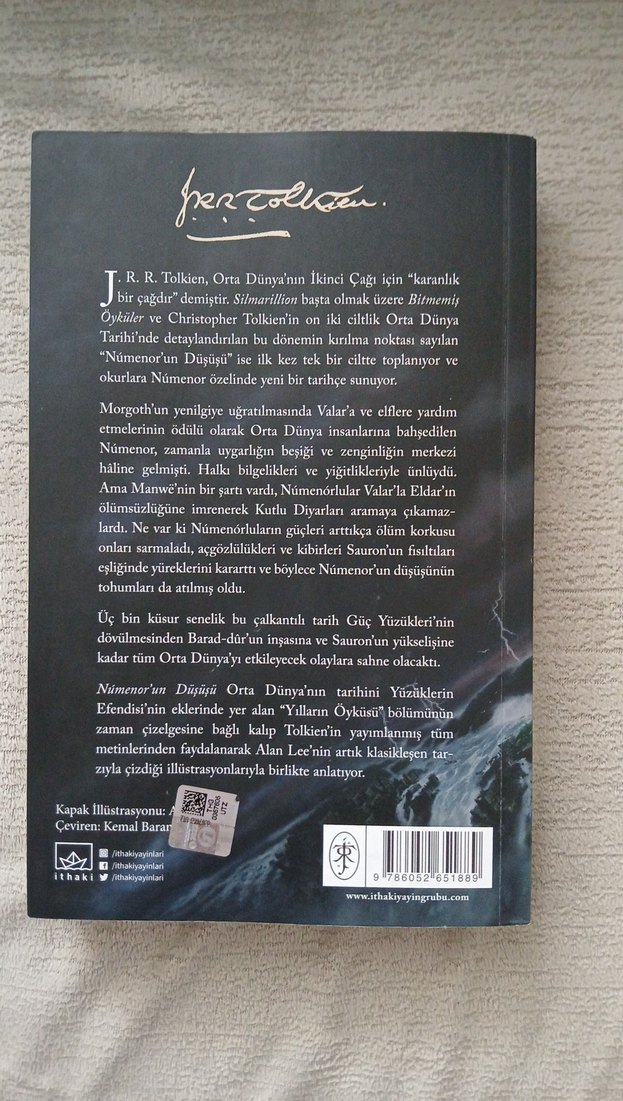 J.R.R. Tolkien.
J. R. R. Tolkien, Orta Dünya'nın İkinci Çağı için “karanlık
bir çağdır” demiştir. Silmarillion başta olmak üzere Bitmemiş
Öyküler ve Christopher Tolkien'in on iki ciltlik Orta Dünya
Tarihi'nde detaylandırılan bu dönemin kırılma noktası sayılan
“Númenor'un Düşüşü” ise ilk kez tek bir ciltte toplanıyor ve
okurlara Númenor özelinde yeni bir tarihçe sunuyor.
Morgoth'un yenilgiye uğratılmasında Valar'a ve elflere yardım
etmelerinin ödülü olarak Orta Dünya insanlarına bahşedilen
Númenor, zamanla uygarlığın beşiği ve zenginliğin merkezi
hâline gelmişti. Halkı bilgelikleri ve yiğitlikleriyle ünlüydü.
Ama Manwë'nin bir şartı vardı, Númenórlular Valar'la Eldar'ın
ölümsüzlüğüne imrenerek Kutlu Diyarları aramaya çıkamaz-
lardı. Ne var ki Númenórluların güçleri arttıkça ölüm korkusu
onları sarmaladı, açgözlülükleri ve kibirleri Sauron'un fısıltıları
eşliğinde yüreklerini kararttı ve böylece Númenor'un düşüşünün
tohumları da atılmış oldu.
Üç bin küsur senelik bu çalkantılı tarih Güç Yüzükleri'nin
dövülmesinden Barad-dûr'un inşasına ve Sauron'un yükselişine
kadar tüm Orta Dünya'yı etkileyecek olaylara sahne olacaktı.
Númenor'un Düşüşü Orta Dünya'nın tarihini Yüzüklerin
Efendisi'nin eklerinde yer alan “Yılların Öyküsü” bölümünün
zaman çizelgesine bağlı kalıp Tolkien'in yayımlanmış tüm
metinlerinden faydalanarak Alan Lee'nin artık klasikleşen tar-
zıyla çizdiği illüstrasyonlarıyla birlikte anlatıyor.
Kapak İllüstrasyonu: A
Çeviren: Kemal Baran
UTZ
ithaki
/ithakiyayinlari
/ithakiyayinlari
/ithakiyayinlari
9 786052 651889
www.ithakiyayingrubu.com